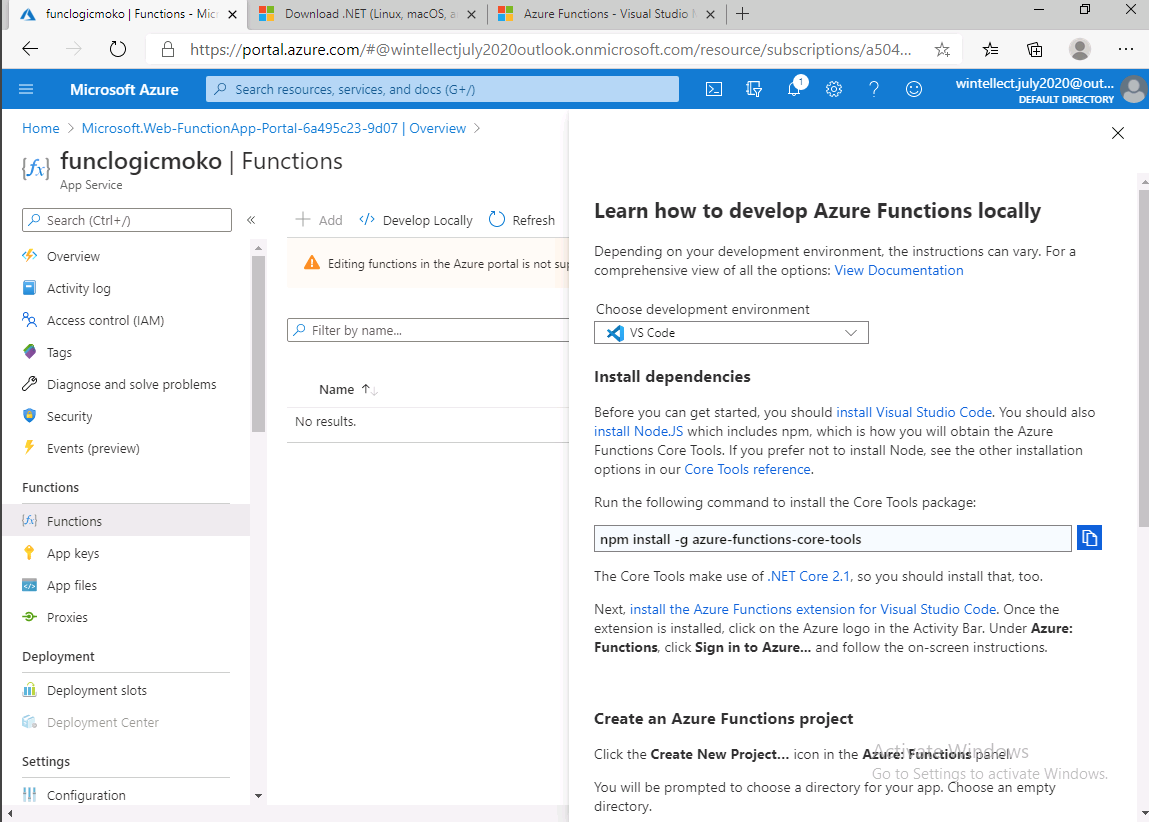 funclogicmoko | Functions - Mic
Download .NET (Linux, macOS, a
Azure Functions - Visual Studio M
https://portal.azure.com/#@wintellectjuly2020outlook.onmicrosoft.com/resource/subscriptions/a504...
Microsoft Azure
Search resources, services, and docs (G+/)
1
wintellect.july2020@out...
DEFAULT DIRECTORY
Home > Microsoft.Web-FunctionApp-Portal-6a495c23-9d07 | Overview >
funclogicmoko | Functions
App Service
Search (Ctrl+/)
«
Overview
Activity log
Access control (IAM)
Tags
Diagnose and solve problems
Security
Events (preview)
Functions
Functions
App keys
App files
Proxies
Deployment
Deployment slots
Deployment Center
Settings
Configuration
Add
Develop Locally
Refresh
Editing functions in the Azure portal is not sup
Filter by name...
Name
No results.
Learn how to develop Azure Functions locally
Depending on your development environment, the instructions can vary. For a
comprehensive view of all the options: View Documentation
Choose development environment
VS Code
Install dependencies
Before you can get started, you should install Visual Studio Code. You should also
install Node.JS which includes npm, which is how you will obtain the Azure
Functions Core Tools. If you prefer not to install Node, see the other installation
options in our Core Tools reference.
Run the following command to install the Core Tools package:
npm install -g azure-functions-core-tools
The Core Tools make use of .NET Core 2.1, so you should install that, too.
Next, install the Azure Functions extension for Visual Studio Code. Once the
extension is installed, click on the Azure logo in the Activity Bar. Under Azure:
Functions, click Sign in to Azure... and follow the on-screen instructions.
Create an Azure Functions project
Click the Create New Project... icon in the Azure: Functions panel.
You will be prompted to choose a directory for your app. Choose an empty
directory.
Activate Windows
Go to Settings to activate Windows.